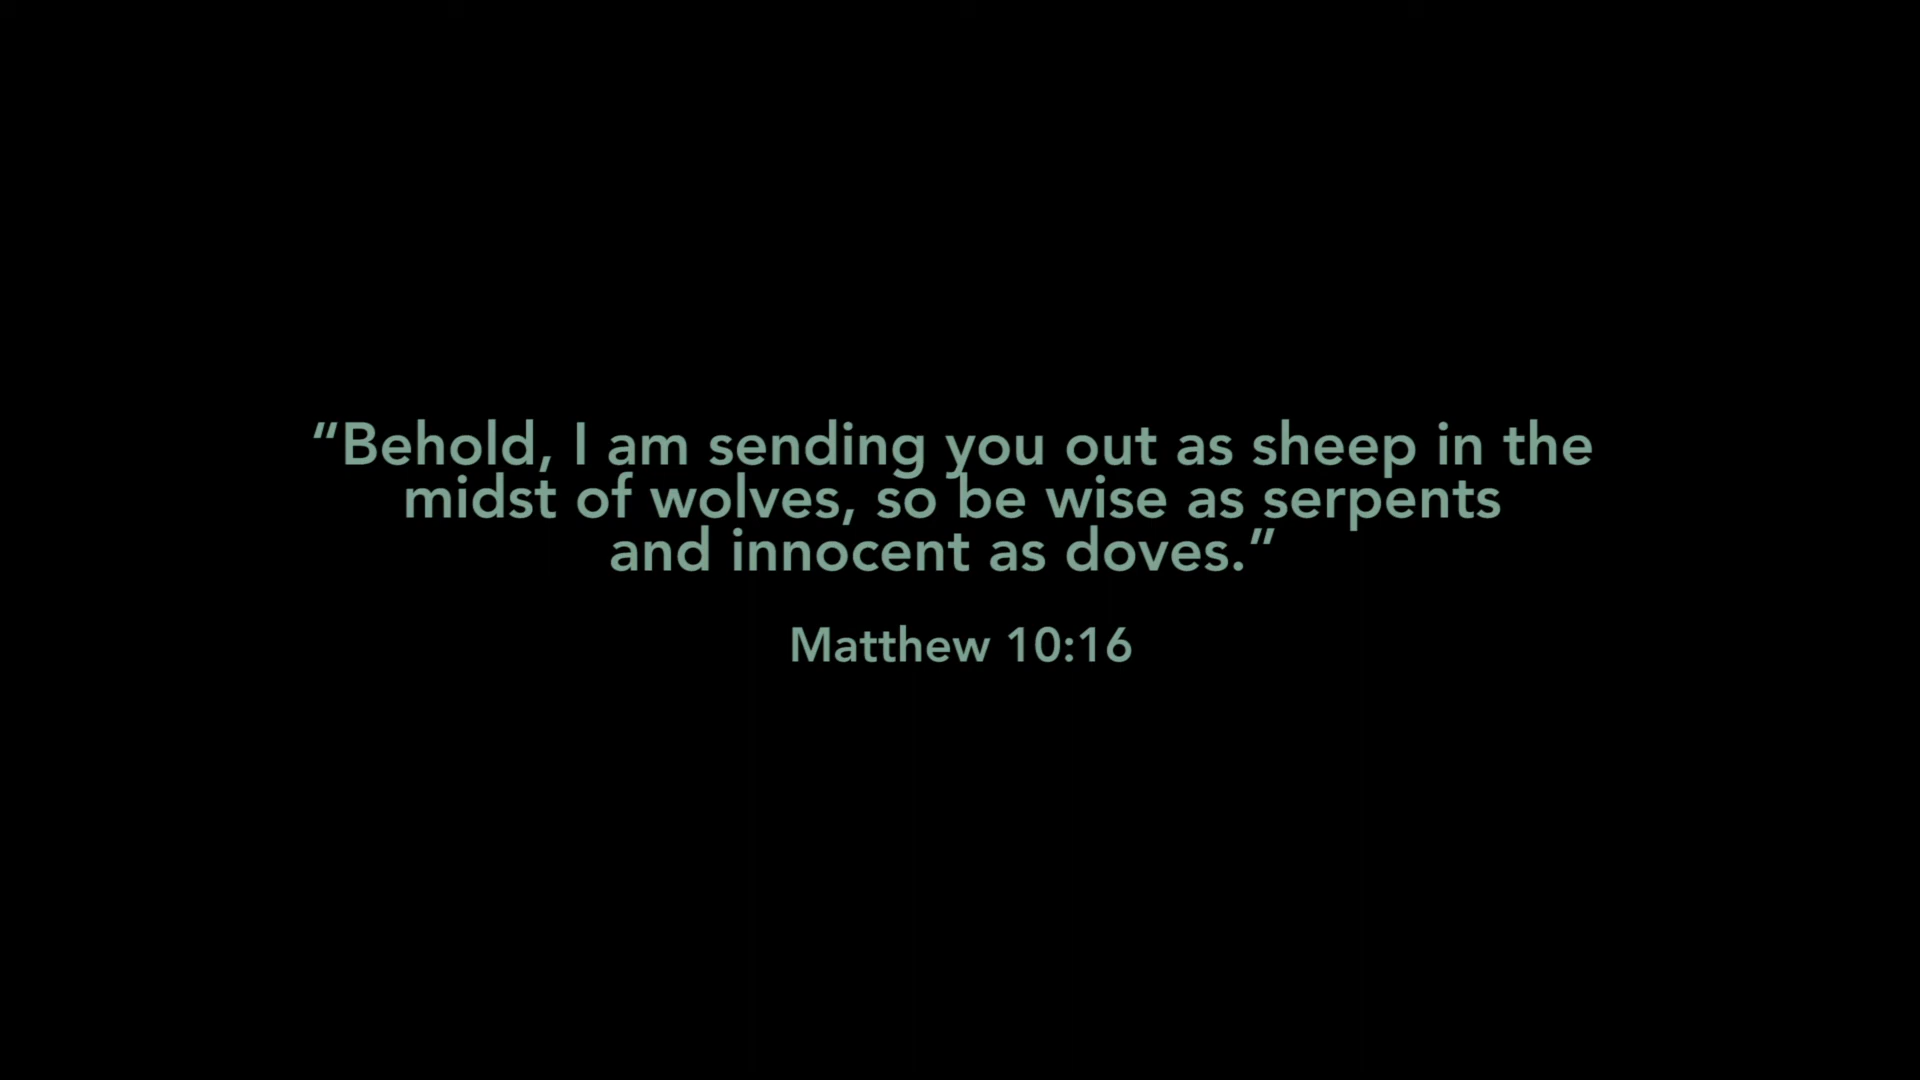 “Behold, I am sending you out as sheep in the
midst of wolves, so be wise as serpents
and innocent as doves.”
Matthew 10:16